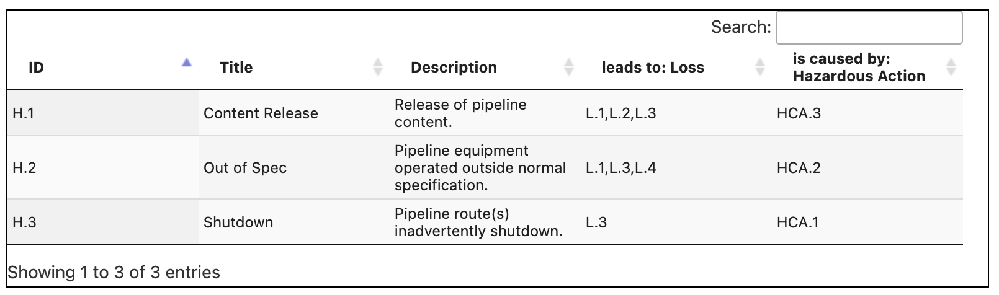 Search:
ID Title Description leads to: Loss is caused by: Hazardous Action
H.1 Content Release Release of pipeline content. L.1,L.2,L.3 HCA.3
H.2 Out of Spec Pipeline equipment operated outside normal specification. L.1,L.3,L.4 HCA.2
H.3 Shutdown Pipeline route(s) inadvertently shutdown. L.3 HCA.1
Showing 1 to 3 of 3 entries